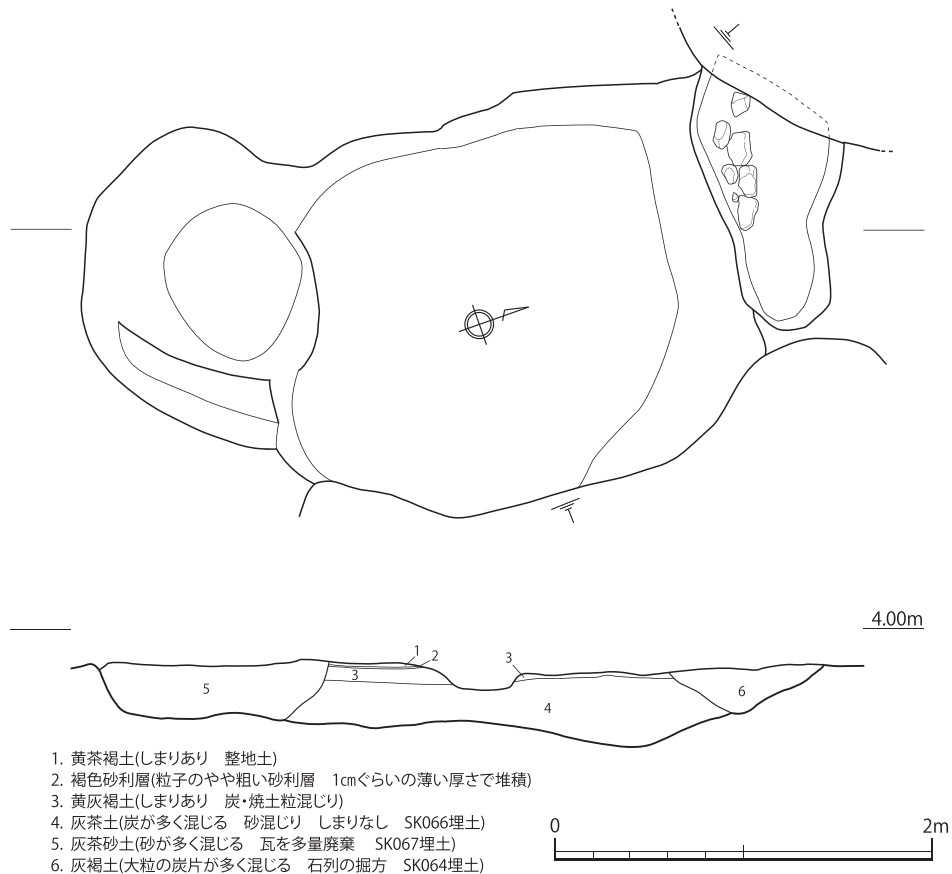 4.00m
1
2
3
3
5
4
6
1. 黄茶褐土(しまりあり　整地土)
2. 褐色砂利層(粒子のやや粗い砂利層　1㎝ぐらいの薄い厚さで堆積)
3. 黄灰褐土(しまりあり　炭・焼土粒混じり)
4. 灰茶土(炭が多く混じる　砂混じり　しまりなし　SK066埋土)
5. 灰茶砂土(砂が多く混じる　瓦を多量廃棄　SK067埋土)
6. 灰褐土(大粒の炭片が多く混じる　石列の掘方　SK064埋土)
0 2m